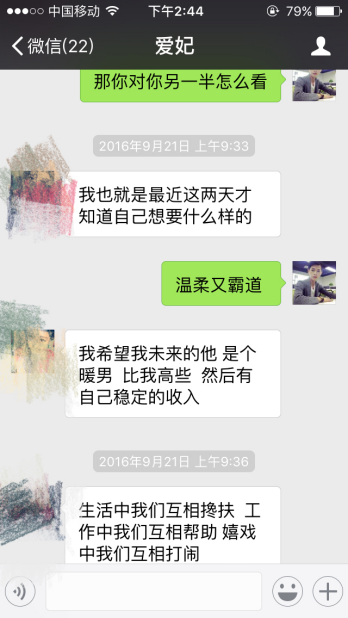 中国移动 下午2:44 79%
微信(22) 爱妃
那你对你另一半怎么看
2016年9月21日 上午9:33
我也就是最近这两天才
知道自己想要什么样的
温柔又霸道
我希望我未来的他 是个
暖男 比我高些 然后有
自己稳定的收入
2016年9月21日 上午9:36
生活中我们互相搀扶 工
作中我们互相帮助 嬉戏
中我们互相打闹